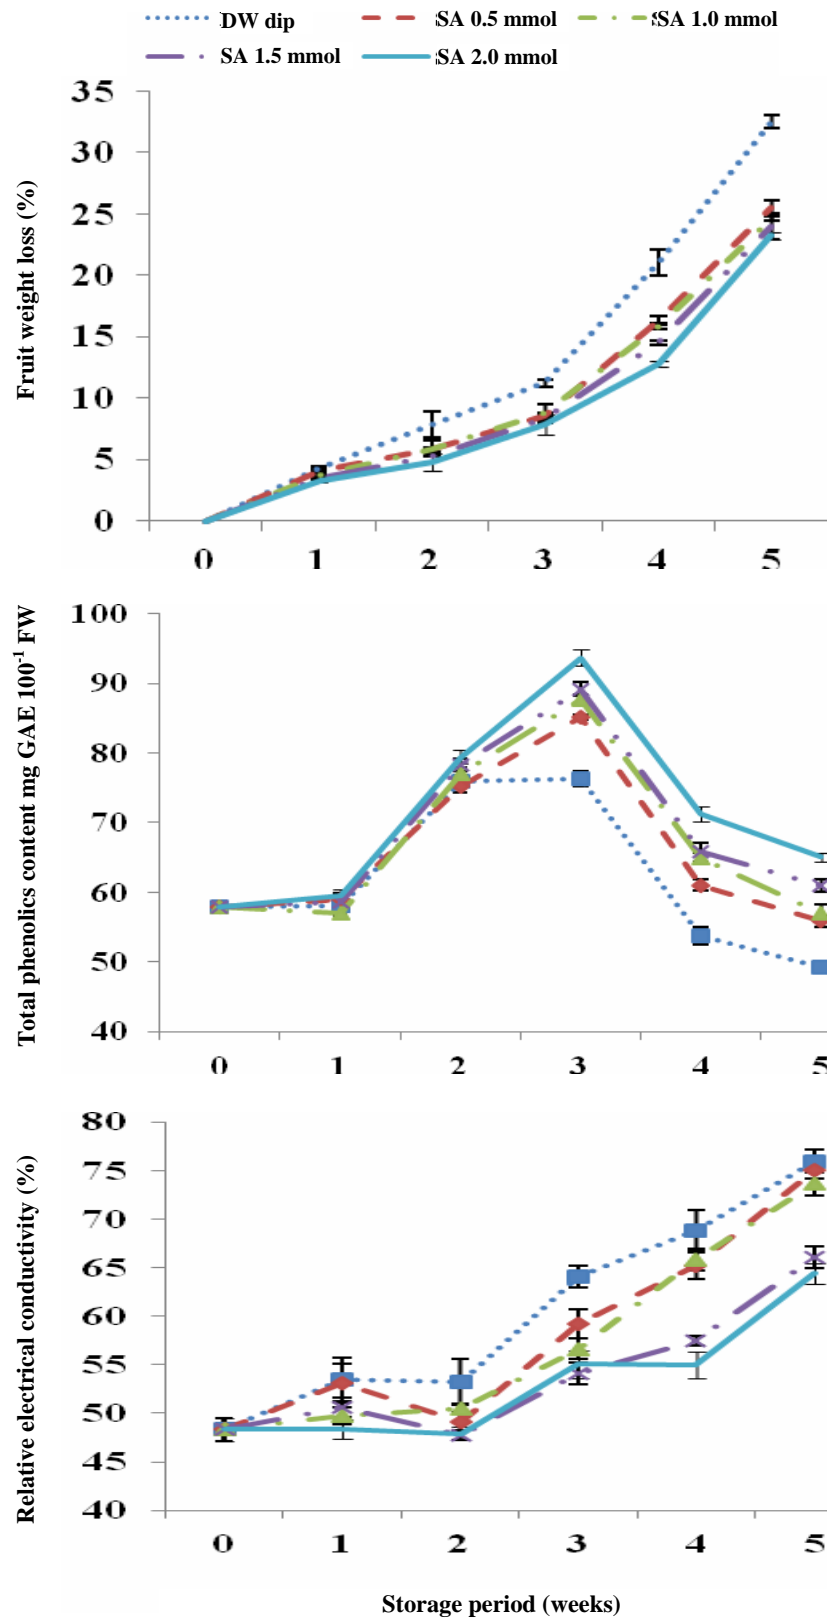 DW dip SA 0.5 mmol SA 1.0 mmol
SA 1.5 mmol SA 2.0 mmol
Fruit weight loss (%)
35
30
25
20
15
10
5
0
0 1 2 3 4 5
Total phenolics content mg GAE 100⁻¹ FW
100
90
80
70
60
50
40
0 1 2 3 4 5
Relative electrical conductivity (%)
80
75
70
65
60
55
50
45
40
0 1 2 3 4 5
Storage period (weeks)